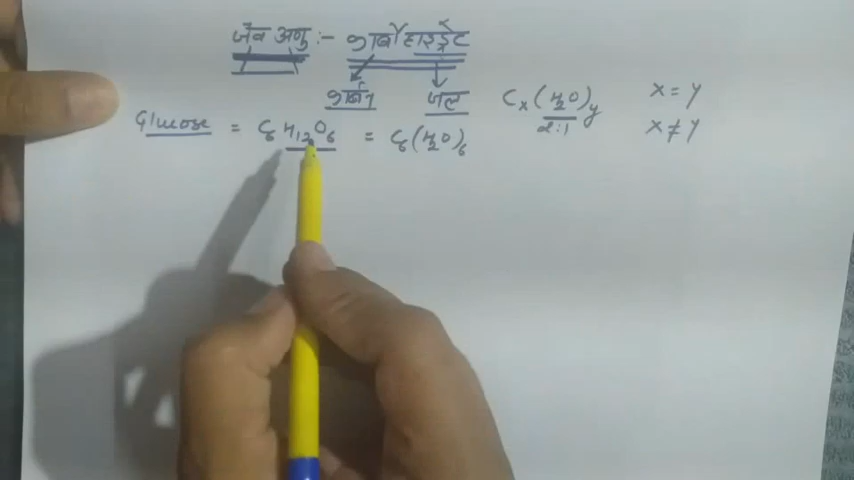 जैव अणु :- कार्बोहाइड्रेट
कार्बन जल Cₓ(H₂O)ᵧ x = y
2:1 x ≠ y
Glucose = C₆H₁₂O₆ = C₆(H₂O)₆